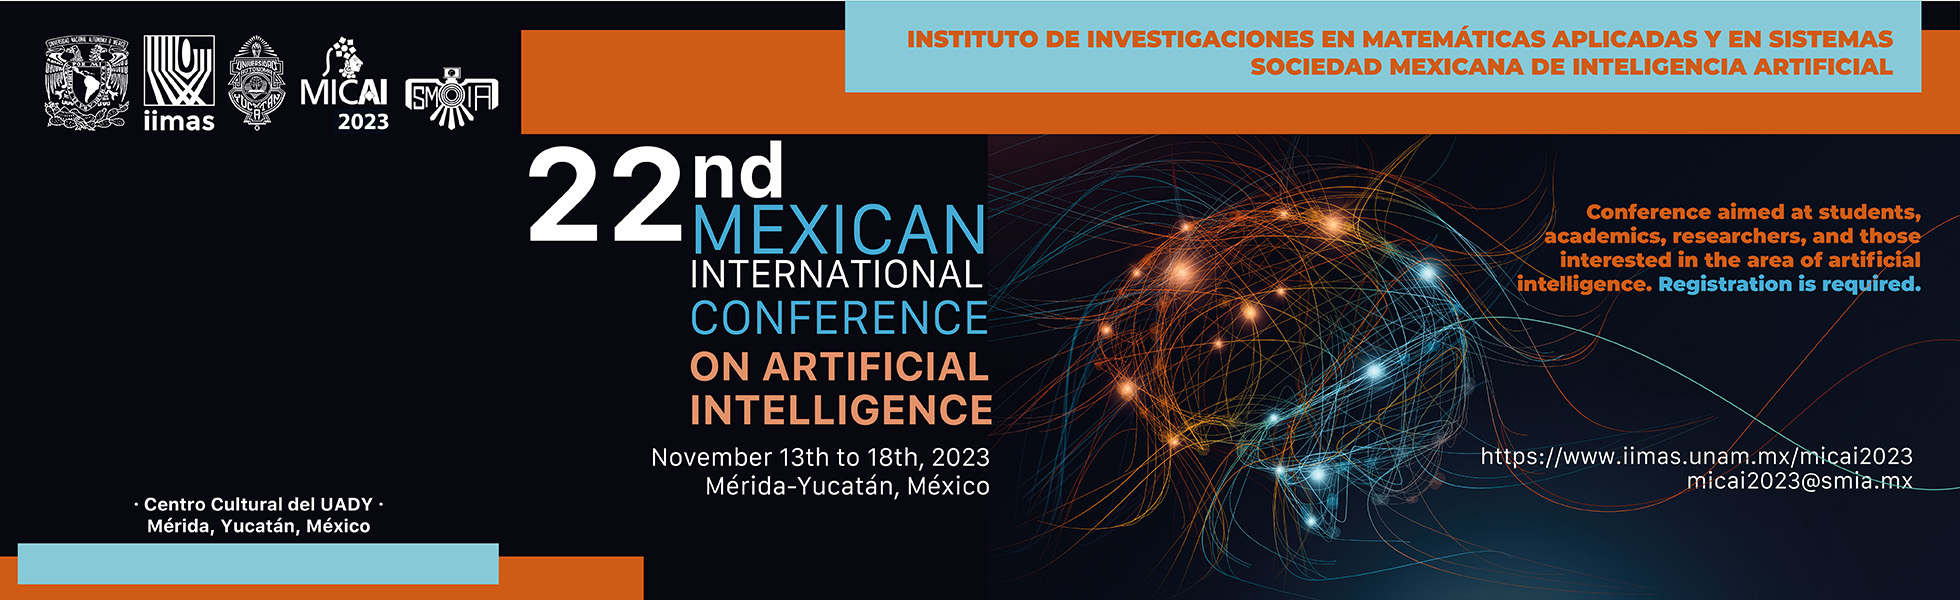 INSTITUTO DE INVESTIGACIONES EN MATEMÁTICAS APLICADAS Y EN SISTEMAS
SOCIEDAD MEXICANA DE INTELIGENCIA ARTIFICIAL
iimas
MICAI
2023
SMIA
22nd
MEXICAN
INTERNATIONAL
CONFERENCE
ON ARTIFICIAL
INTELLIGENCE
November 13th to 18th, 2023
Mérida-Yucatán, México
· Centro Cultural del UADY ·
Mérida, Yucatán, México
Conference aimed at students,
academics, researchers, and those
interested in the area of artificial
intelligence. Registration is required.
https://www.iimas.unam.mx/micai2023
micai2023@smia.mx